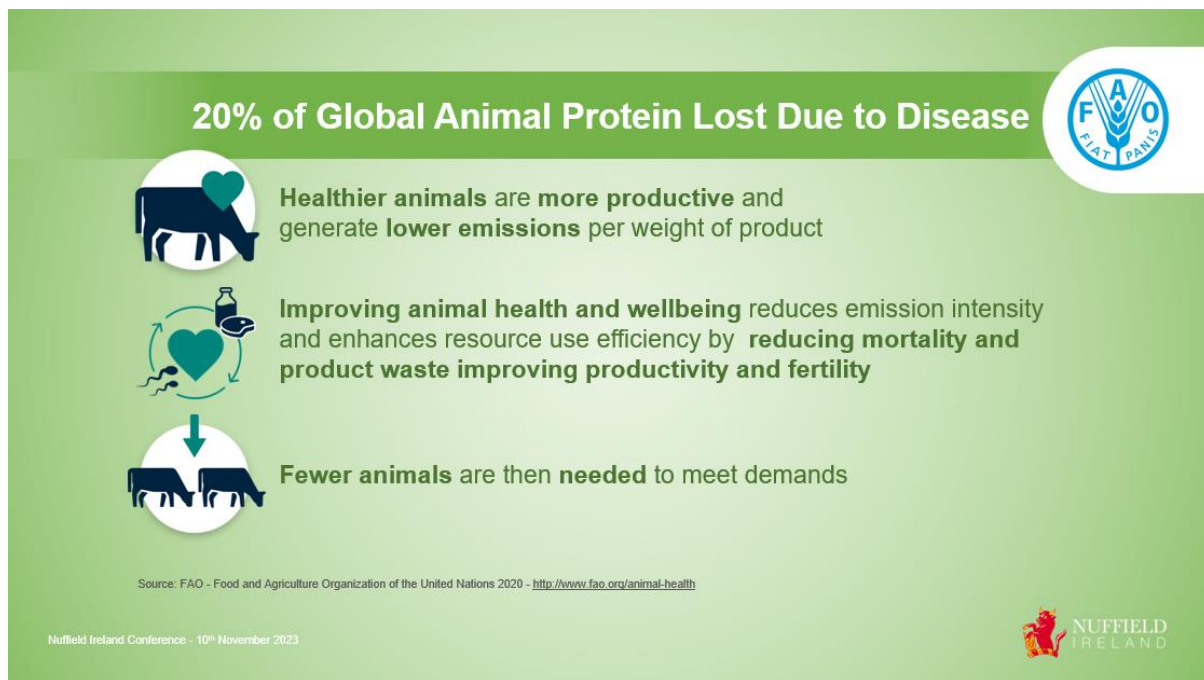 20% of Global Animal Protein Lost Due to Disease
F A O
FIAT PANIS
Healthier animals are more productive and
generate lower emissions per weight of product
Improving animal health and wellbeing reduces emission intensity
and enhances resource use efficiency by reducing mortality and
product waste improving productivity and fertility
Fewer animals are then needed to meet demands
Source: FAO - Food and Agriculture Organization of the United Nations 2020 - http://www.fao.org/animal-health
Nuffield Ireland Conference - 10th November 2023
NUFFIELD
IRELAND